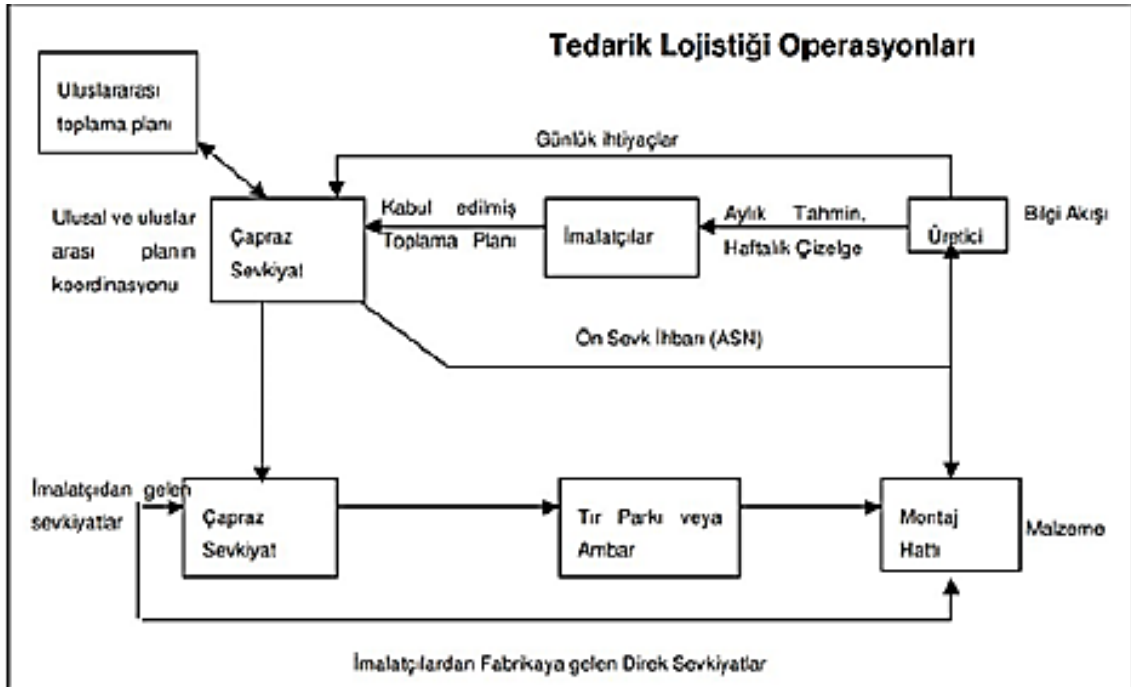 Tedarik Lojistiği Operasyonları
Uluslararası
toplama planı
Günlük ihtiyaçlar
Ulusal ve uluslar
arası planın
koordinasyonu
Çapraz
Sevkiyat
Kabul edilmiş
Toplama Planı
İmalatçılar
Aylık Tahmin,
Haftalık Çizelge
Üretici
Bilgi Akışı
Ön Sevk İhbarı (ASN)
İmalatçıdan gelen
sevkiyatlar
Çapraz
Sevkiyat
Tır Parkı veya
Ambar
Montaj
Hattı
Malzeme
İmalatçılardan Fabrikaya gelen Direk Sevkiyatlar